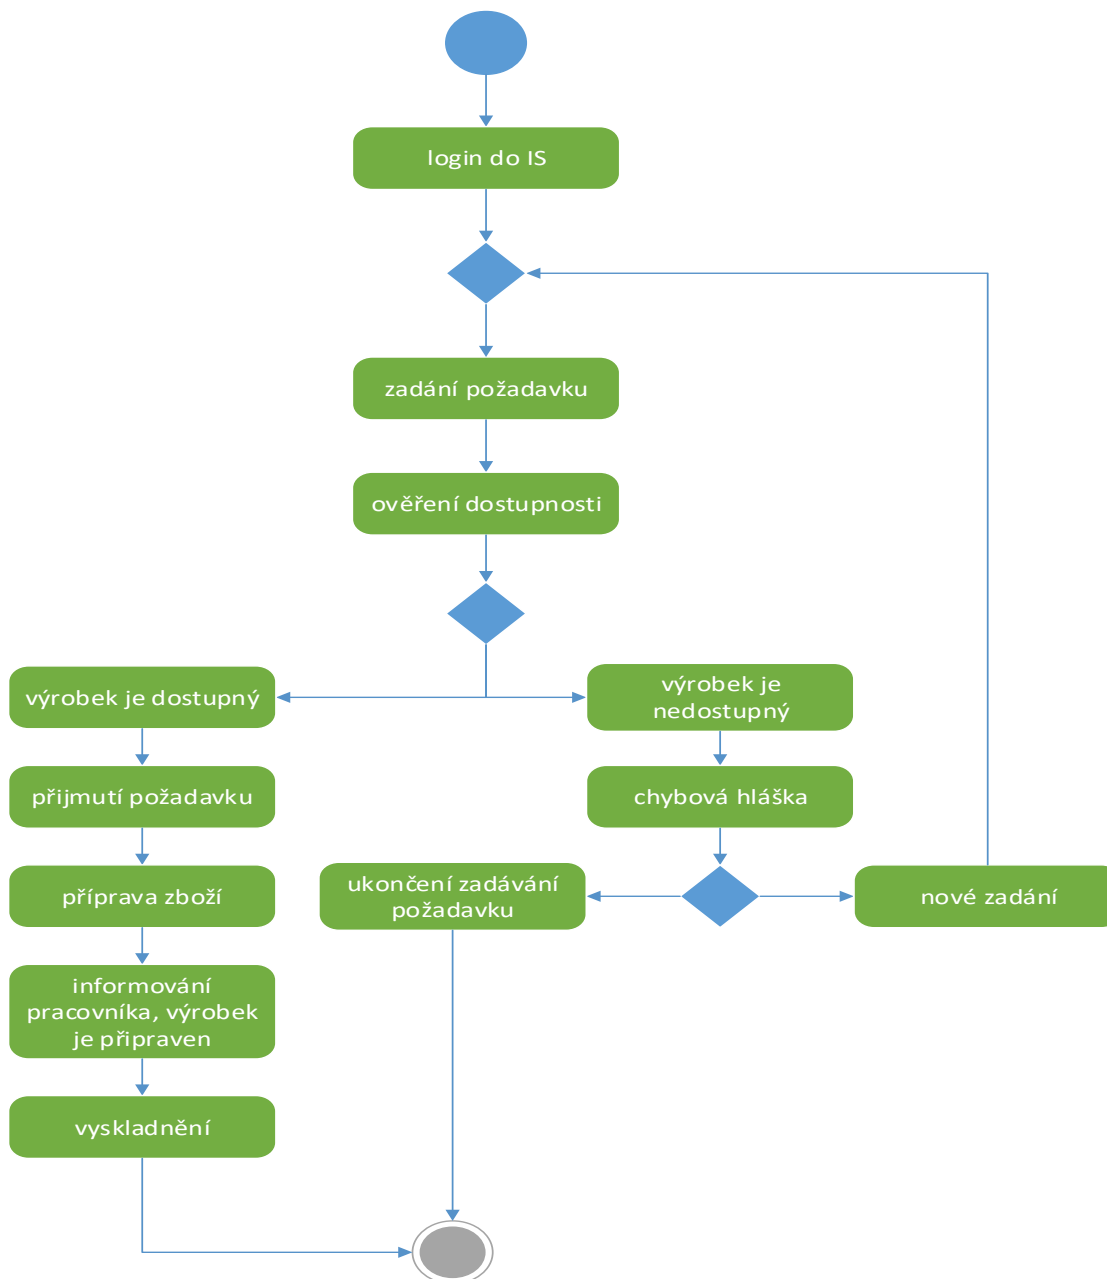 login do IS
zadání požadavku
ověření dostupnosti
výrobek je dostupný
výrobek je
nedostupný
přijmutí požadavku
chybová hláška
příprava zboží
ukončení zadávání
požadavku
nové zadání
informování
pracovníka, výrobek
je připraven
vyskladnění